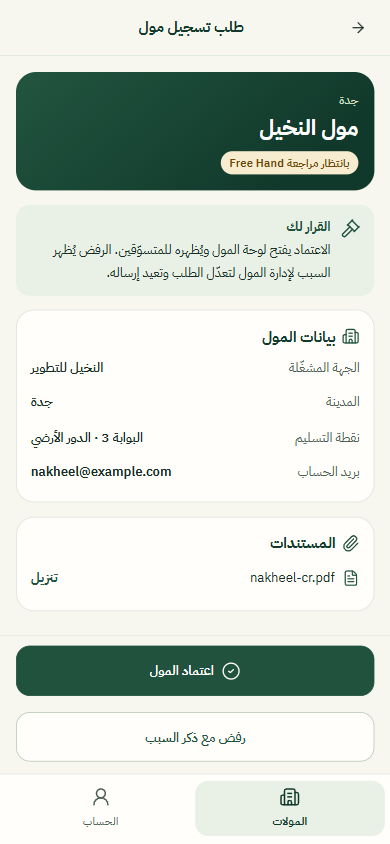 طلب تسجيل مول
جدة
مول النخيل
بانتظار مراجعة Free Hand
القرار لك
الاعتماد يفتح لوحة المول ويُظهره للمتسوّقين. الرفض يُظهر
السبب لإدارة المول لتعدّل الطلب وتعيد إرساله.
بيانات المول
الجهة المشغّلة
النخيل للتطوير
المدينة
جدة
نقطة التسليم
البوابة 3 · الدور الأرضي
بريد الحساب
nakheel@example.com
المستندات
nakheel-cr.pdf
تنزيل
اعتماد المول
رفض مع ذكر السبب
المولات
الحساب